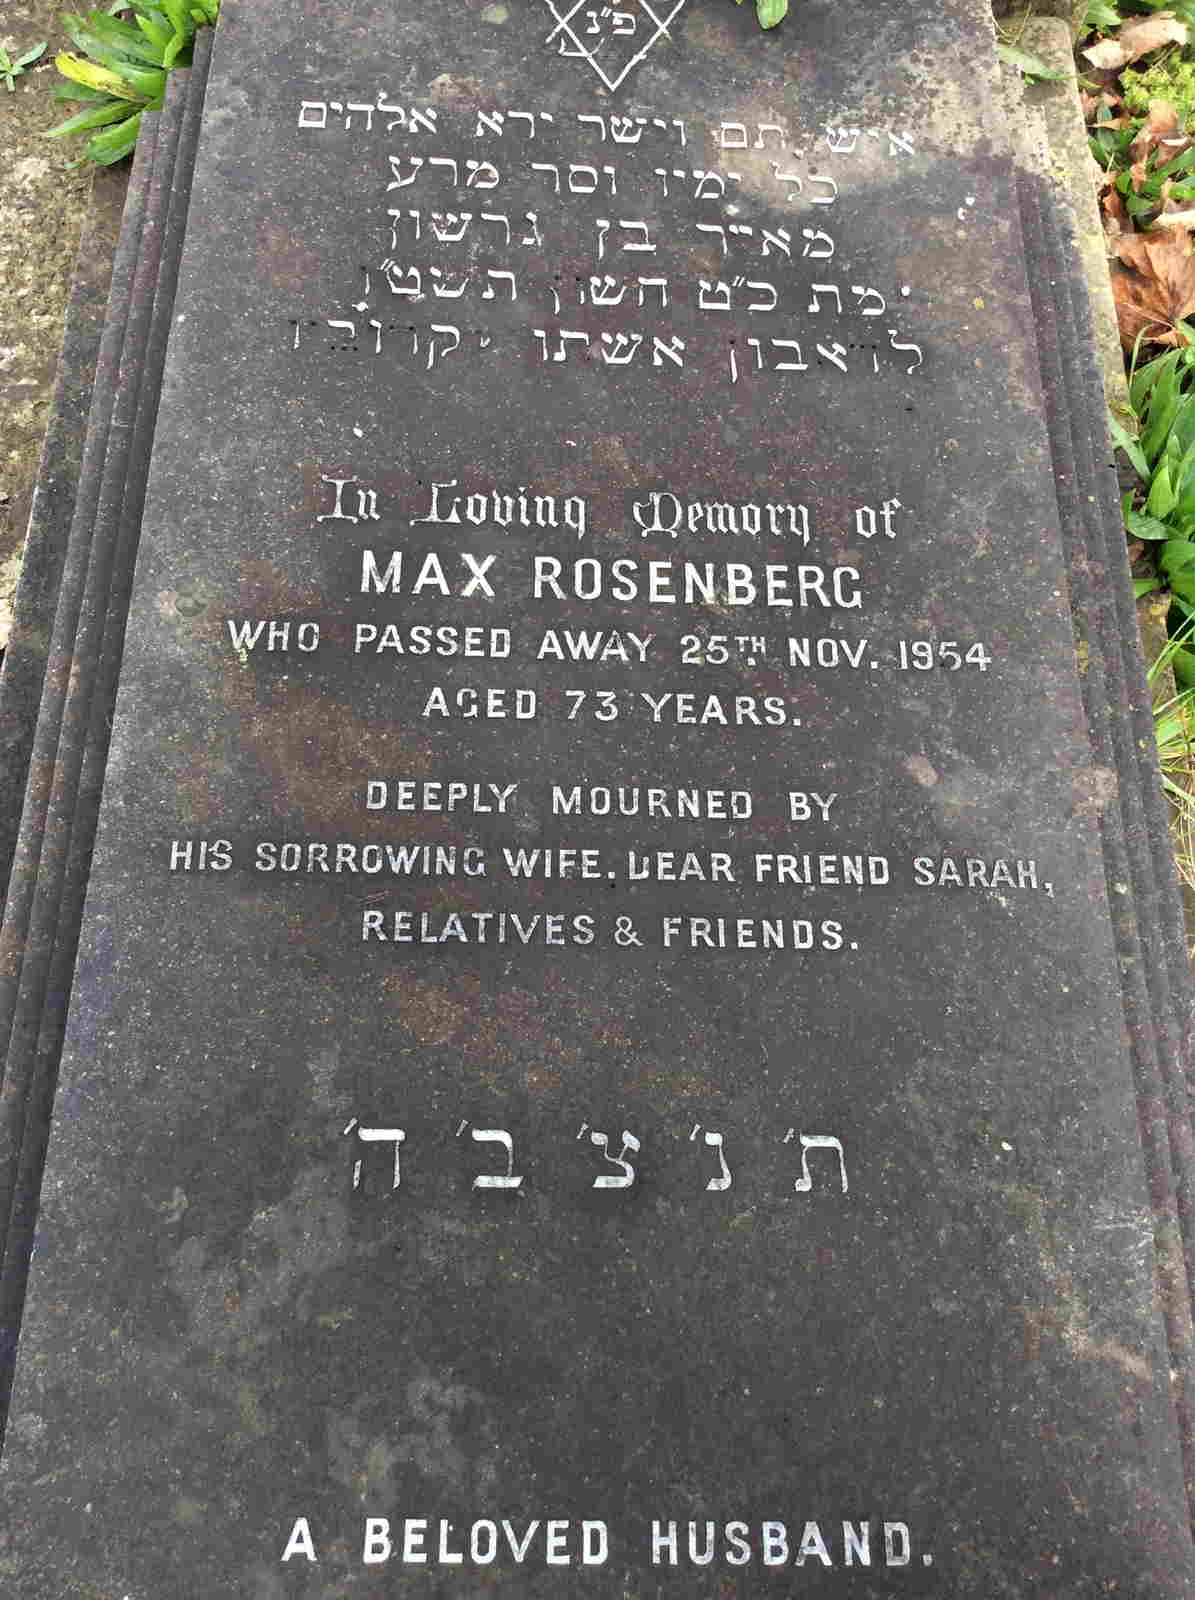 פ"נ
איש תם וישר ירא אלהים
כל ימיו וסר מרע
מאיר בן גרשון
מת כ"ט חשון תשט"ו
לדאבון אשתו וקרוביו
In Loving Memory of
MAX ROSENBERG
WHO PASSED AWAY 25TH NOV. 1954
AGED 73 YEARS.
DEEPLY MOURNED BY
HIS SORROWING WIFE. DEAR FRIEND SARAH,
RELATIVES & FRIENDS.
ת' נ' צ' ב' ה'
A BELOVED HUSBAND.